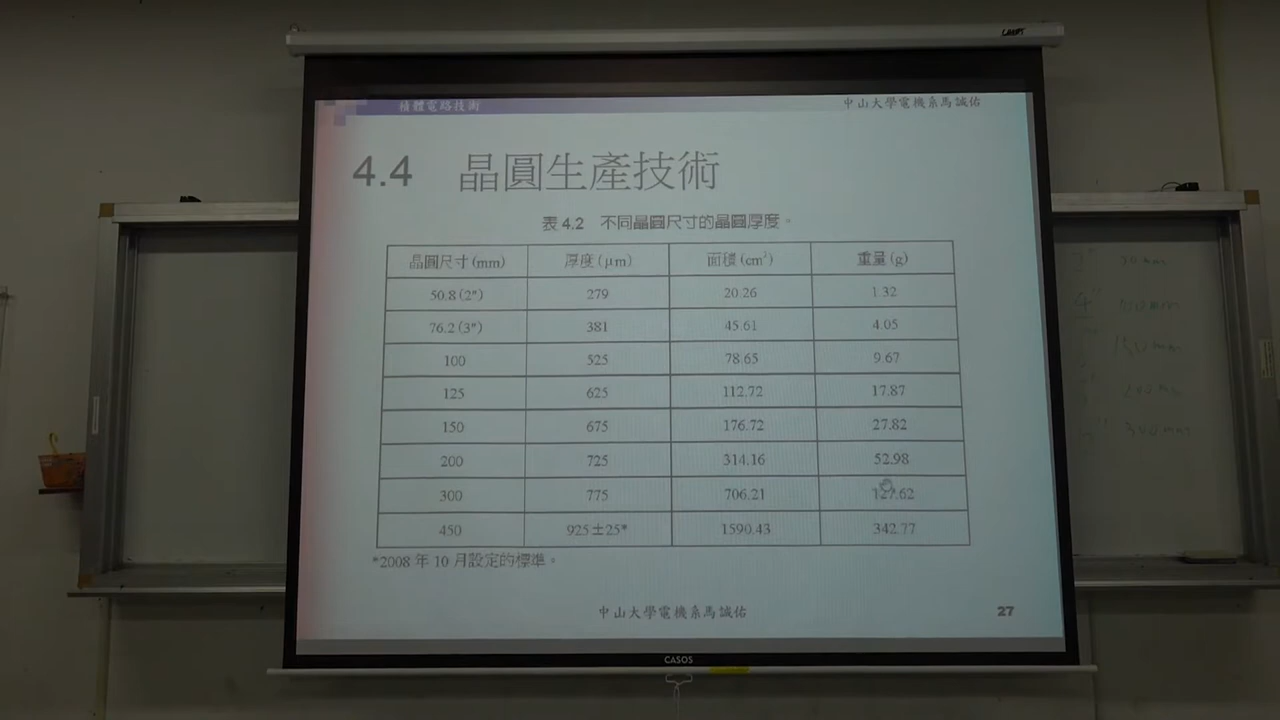 LUMAT
積體電路技術 中山大學電機系馬誠佑
4.4 晶圓生產技術
表 4.2 不同晶圓尺寸的晶圓厚度。
晶圓尺寸(mm) 厚度(μm) 面積(cm²) 重量(g)
50.8(2") 279 20.26 1.32
76.2(3") 381 45.61 4.05
100 525 78.65 9.67
125 625 112.72 17.87
150 675 176.72 27.82
200 725 314.16 52.98
300 775 706.21
450 925±25* 1590.43 342.77
*2008 年 10 月設定的標準。
中山大學電機系馬誠佑 27
CASOS
200 mm
300 mm